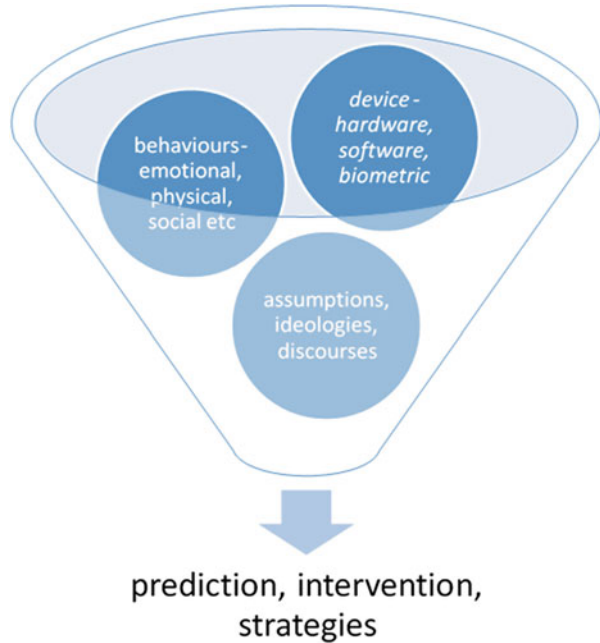 behaviours-
emotional,
physical,
social etc
device-
hardware,
software,
biometric
assumptions,
ideologies,
discourses
prediction, intervention,
strategies